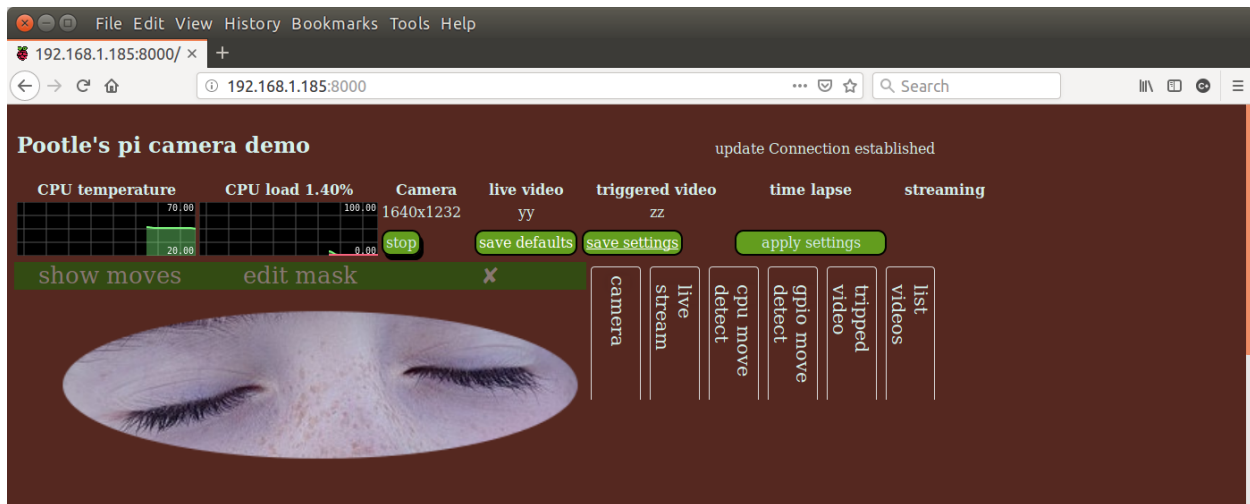 File Edit View History Bookmarks Tools Help
192.168.1.185:8000/ × +
192.168.1.185:8000 Search
Pootle's pi camera demo update Connection established
CPU temperature CPU load 1.40% Camera live video triggered video time lapse streaming
70.00 100.00 1640x1232 yy zz
20.00 0.00 stop save defaults save settings apply settings
show moves edit mask ✘
camera
live stream
cpu move detect
gpio move detect
tripped video
list videos